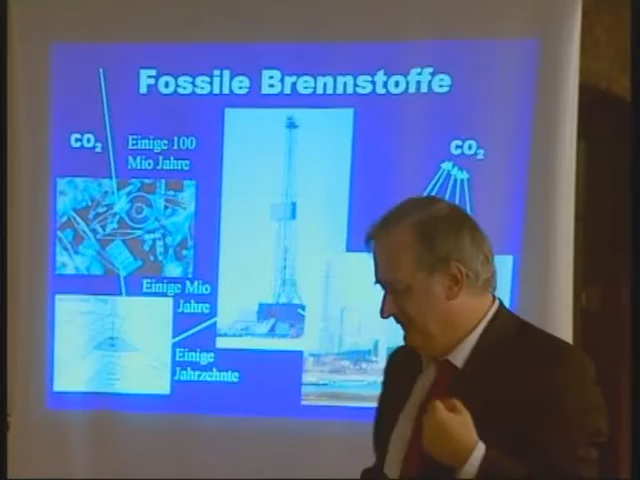 Fossile Brennstoffe
CO₂
Einige 100
Mio Jahre
CO₂
Einige Mio
Jahre
Einige
Jahrzehnte